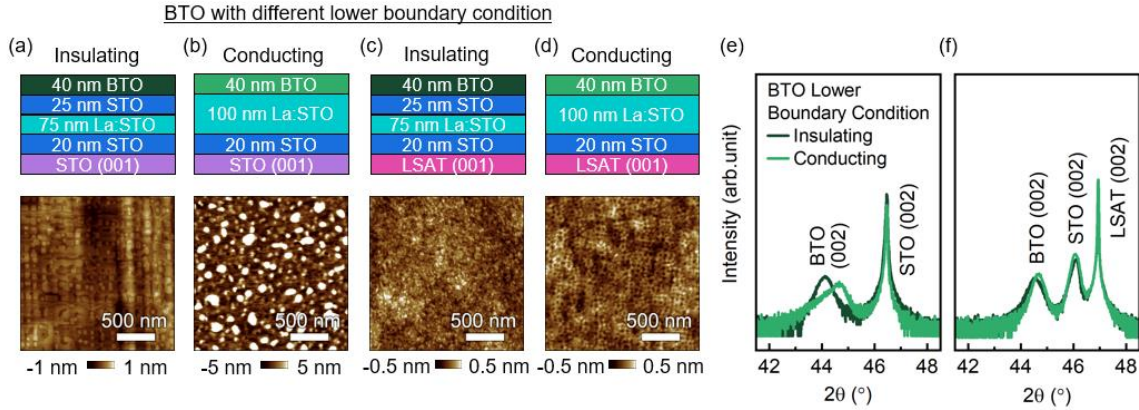 BTO with different lower boundary condition
(a)
Insulating
40 nm BTO
25 nm STO
75 nm La:STO
20 nm STO
STO (001)
500 nm
-1 nm
1 nm
(b)
Conducting
40 nm BTO
100 nm La:STO
20 nm STO
STO (001)
500 nm
-5 nm
5 nm
(c)
Insulating
40 nm BTO
25 nm STO
75 nm La:STO
20 nm STO
LSAT (001)
500 nm
-0.5 nm
0.5 nm
(d)
Conducting
40 nm BTO
100 nm La:STO
20 nm STO
LSAT (001)
500 nm
-0.5 nm
0.5 nm
(e)
BTO Lower
Boundary Condition
Insulating
Conducting
BTO
(002)
STO (002)
Intensity (arb.unit)
42 44 46 48
2θ (°)
(f)
BTO (002)
STO (002)
LSAT (002)
42 44 46 48
2θ (°)